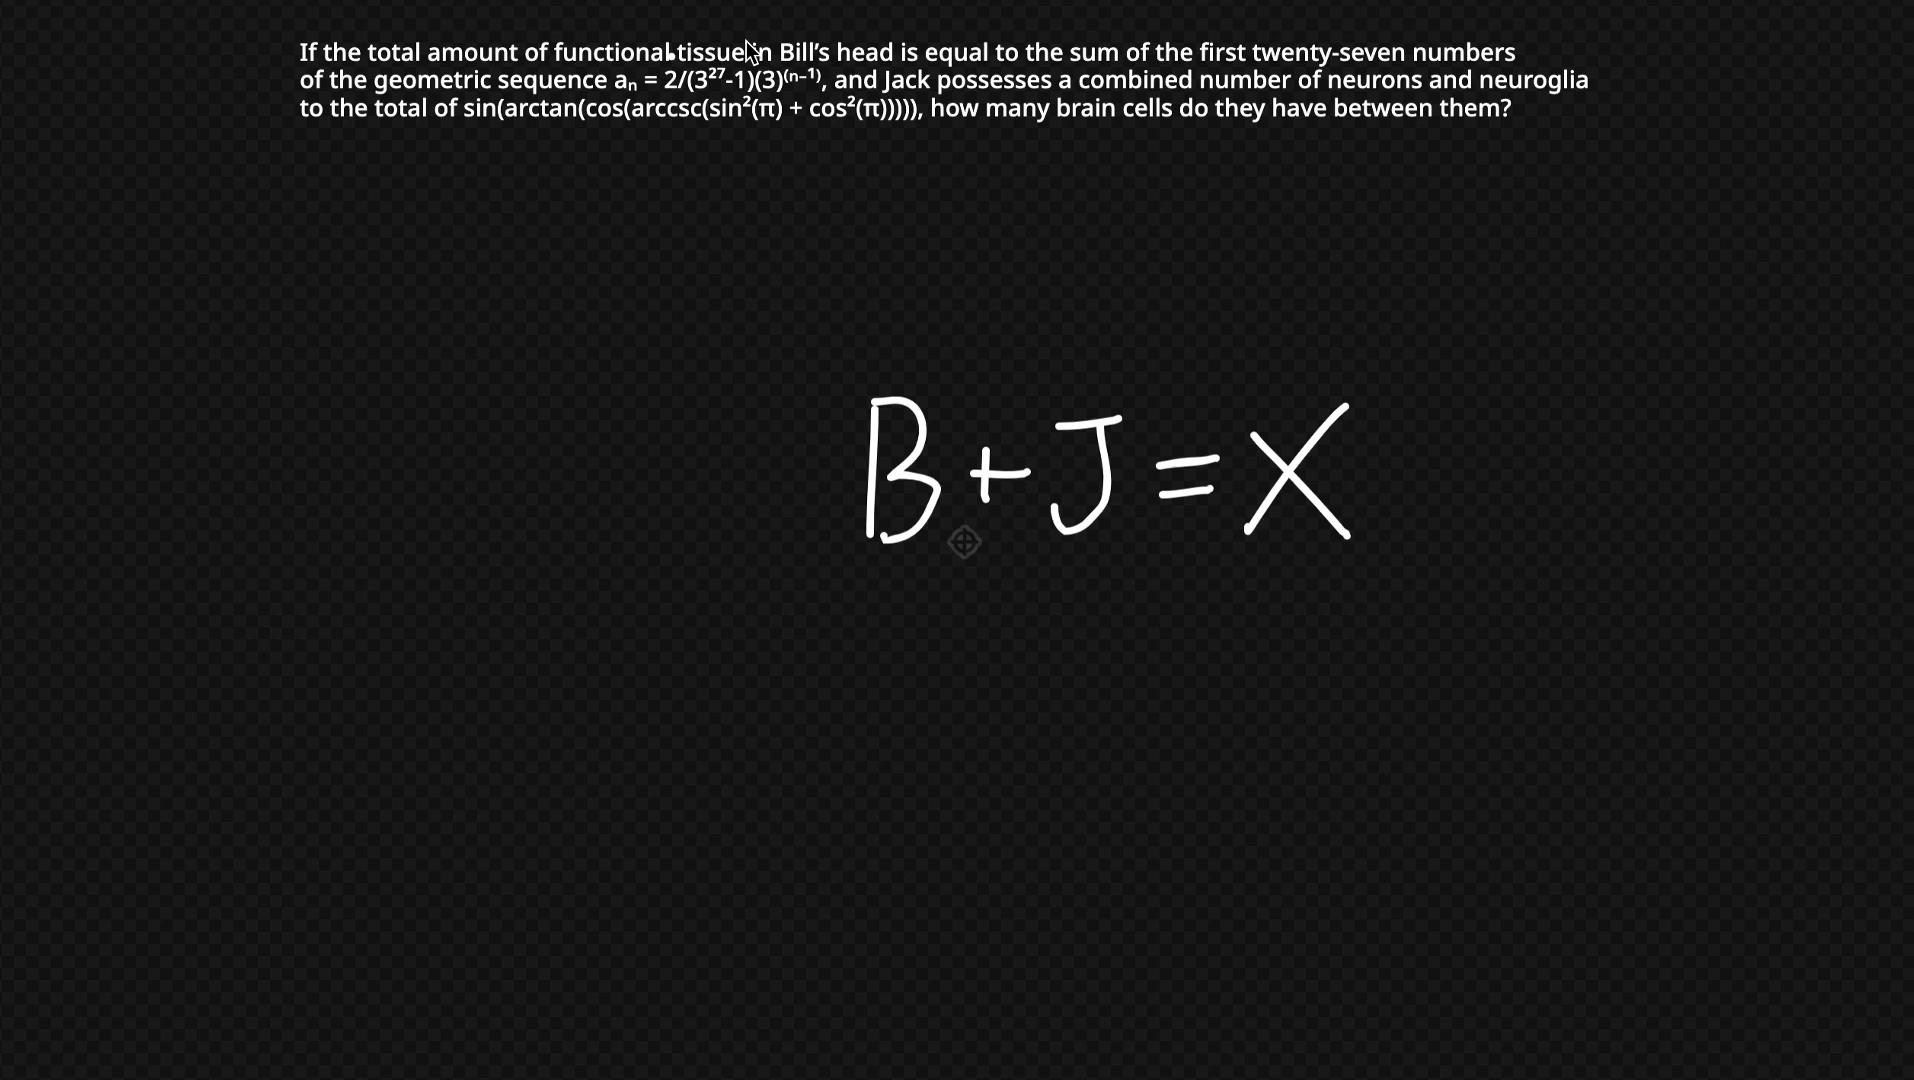 If the total amount of functional tissue in Bill's head is equal to the sum of the first twenty-seven numbers
of the geometric sequence aₙ = 2/(3²⁷-1)(3)⁽ⁿ⁻¹⁾, and Jack possesses a combined number of neurons and neuroglia
to the total of sin(arctan(cos(arccsc(sin²(π) + cos²(π))))), how many brain cells do they have between them?
B+J=X